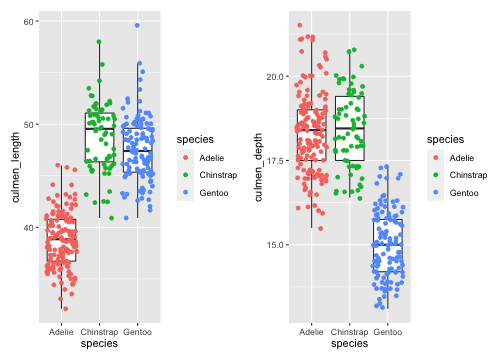 culmen_length
60
50
40
Adelie Chinstrap Gentoo
species
species
Adelie
Chinstrap
Gentoo
culmen_depth
20.0
17.5
15.0
Adelie Chinstrap Gentoo
species
species
Adelie
Chinstrap
Gentoo